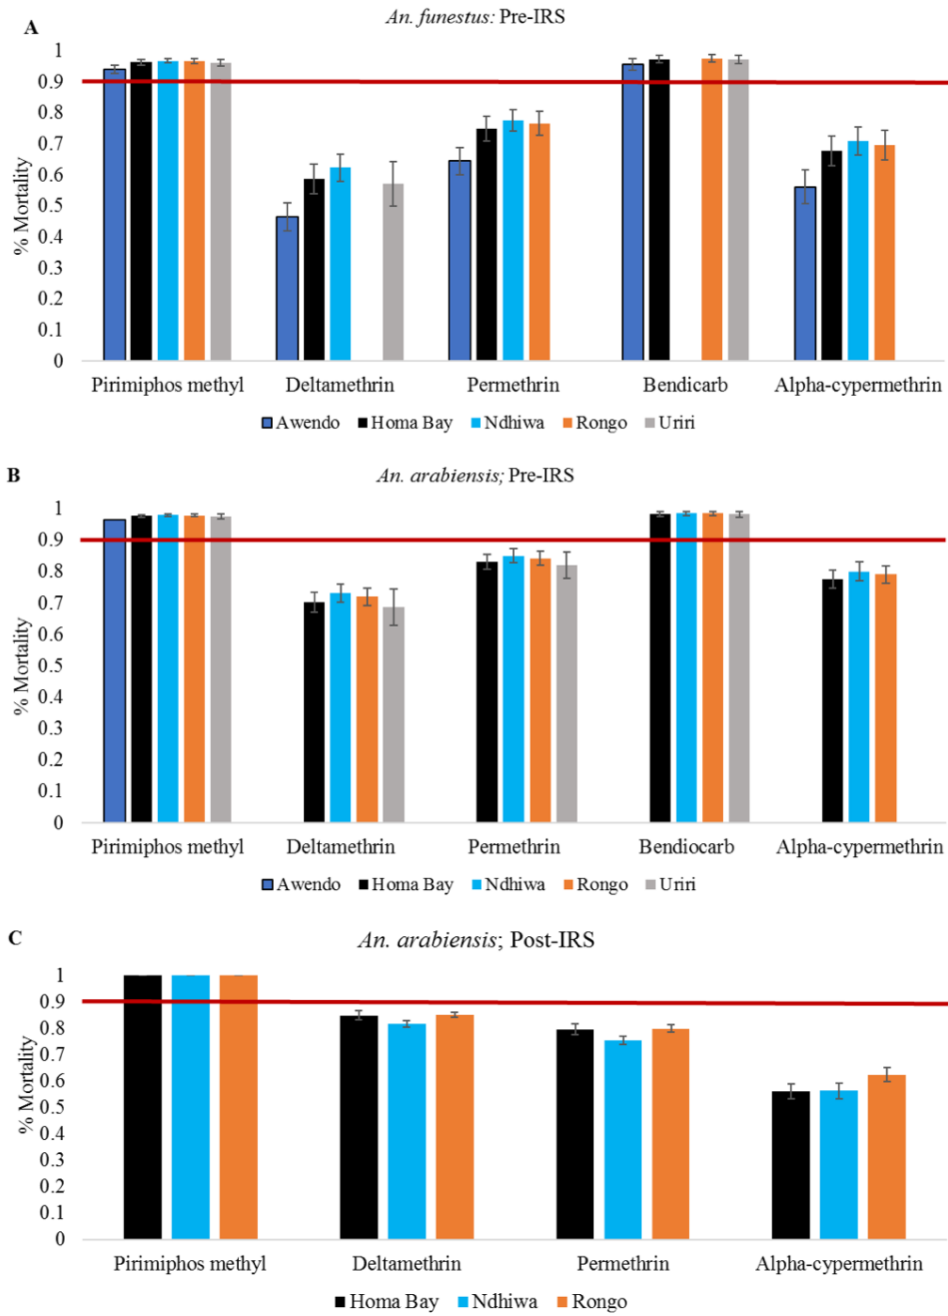 A
An. funestus: Pre-IRS
% Mortality
1
0.9
0.8
0.7
0.6
0.5
0.4
0.3
0.2
0.1
0
Pirimiphos methyl Deltamethrin Permethrin Bendicarb Alpha-cypermethrin
Awendo Homa Bay Ndhiwa Rongo Uriri
B
An. arabiensis; Pre-IRS
% Mortality
1
0.9
0.8
0.7
0.6
0.5
0.4
0.3
0.2
0.1
0
Pirimiphos methyl Deltamethrin Permethrin Bendiocarb Alpha-cypermethrin
Awendo Homa Bay Ndhiwa Rongo Uriri
C
An. arabiensis; Post-IRS
% Mortality
1
0.9
0.8
0.7
0.6
0.5
0.4
0.3
0.2
0.1
0
Pirimiphos methyl Deltamethrin Permethrin Alpha-cypermethrin
Homa Bay Ndhiwa Rongo